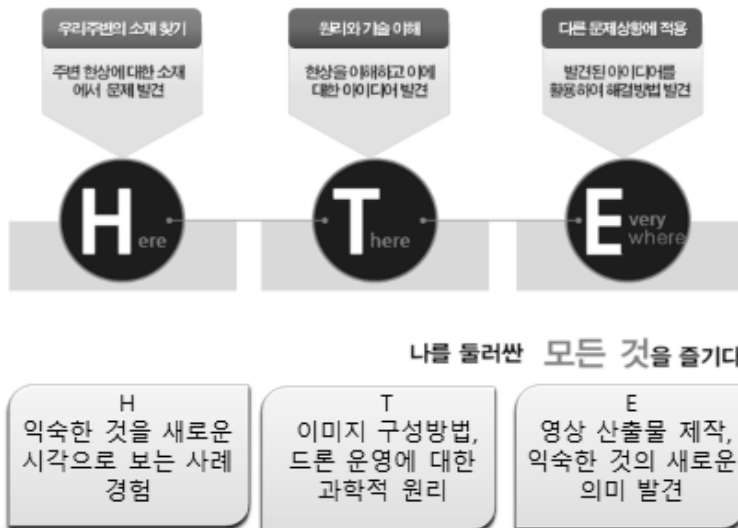 우리주변의 소재 찾기
원리와 기술 이해
다른 문제상황에 적용
주변 현상에 대한 소재
에서 문제 발견
현상을 이해하고 이에
대한 아이디어 발견
발견된 아이디어를
활용하여 해결방법 발견
Here
There
Every
where
나를 둘러싼 모든 것을 즐기다
H
익숙한 것을 새로운
시각으로 보는 사례
경험
T
이미지 구성방법,
드론 운영에 대한
과학적 원리
E
영상 산출물 제작,
익숙한 것의 새로운
의미 발견